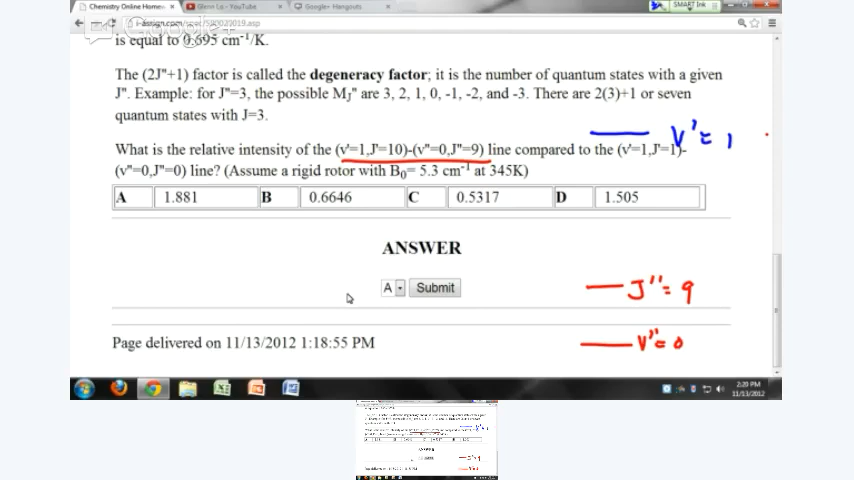 Chemistry Online Home
Glenn Lo - YouTube
Google+ Hangouts
SMART Ink
i-assign.com/
Google+
is equal to 0.695 cm⁻¹/K.
The (2J"+1) factor is called the degeneracy factor; it is the number of quantum states with a given
J". Example: for J"=3, the possible MJ" are 3, 2, 1, 0, -1, -2, and -3. There are 2(3)+1 or seven
quantum states with J=3.
V'= 1
What is the relative intensity of the (v'=1,J'=10)-(v"=0,J"=9) line compared to the (v'=1,J'=1)-
(v"=0,J"=0) line? (Assume a rigid rotor with B0= 5.3 cm⁻¹ at 345K)
A 1.881 B 0.6646 C 0.5317 D 1.505
ANSWER
A Submit
J"= 9
Page delivered on 11/13/2012 1:18:55 PM
V"= 0
2:20 PM
11/13/2012